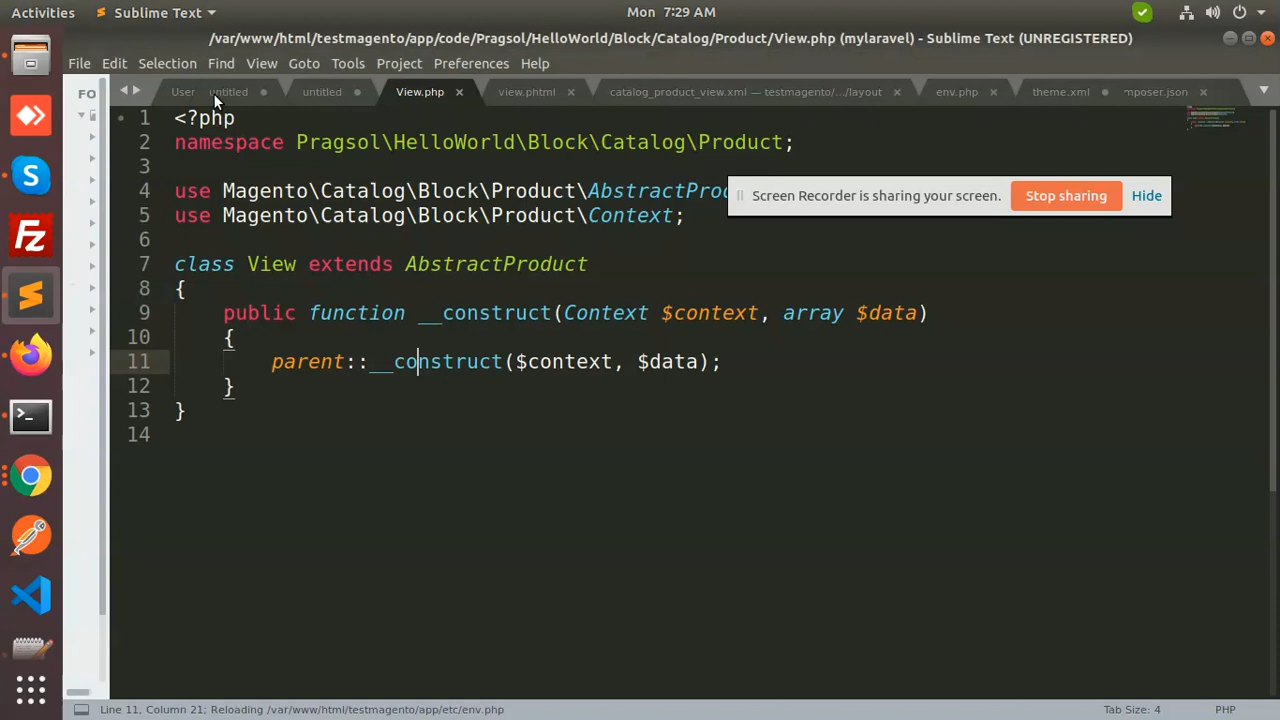 Activities Sublime Text Mon 7:29 AM
/var/www/html/testmagento/app/code/Pragsol/HelloWorld/Block/Catalog/Product/View.php (mylaravel) - Sublime Text (UNREGISTERED)
File Edit Selection Find View Goto Tools Project Preferences Help
FO User untitled untitled View.php view.phtml catalog_product_view.xml — testmagento/.../layout env.php theme.xml mposer.json
1 <?php
2 namespace Pragsol\HelloWorld\Block\Catalog\Product;
3
4 use Magento\Catalog\Block\Product\AbstractProd
Screen Recorder is sharing your screen. Stop sharing Hide
5 use Magento\Catalog\Block\Product\Context;
6
7 class View extends AbstractProduct
8 {
9 public function __construct(Context $context, array $data)
10 {
11 parent::__construct($context, $data);
12 }
13 }
14
Line 11, Column 21; Reloading /var/www/html/testmagento/app/etc/env.php Tab Size: 4 PHP